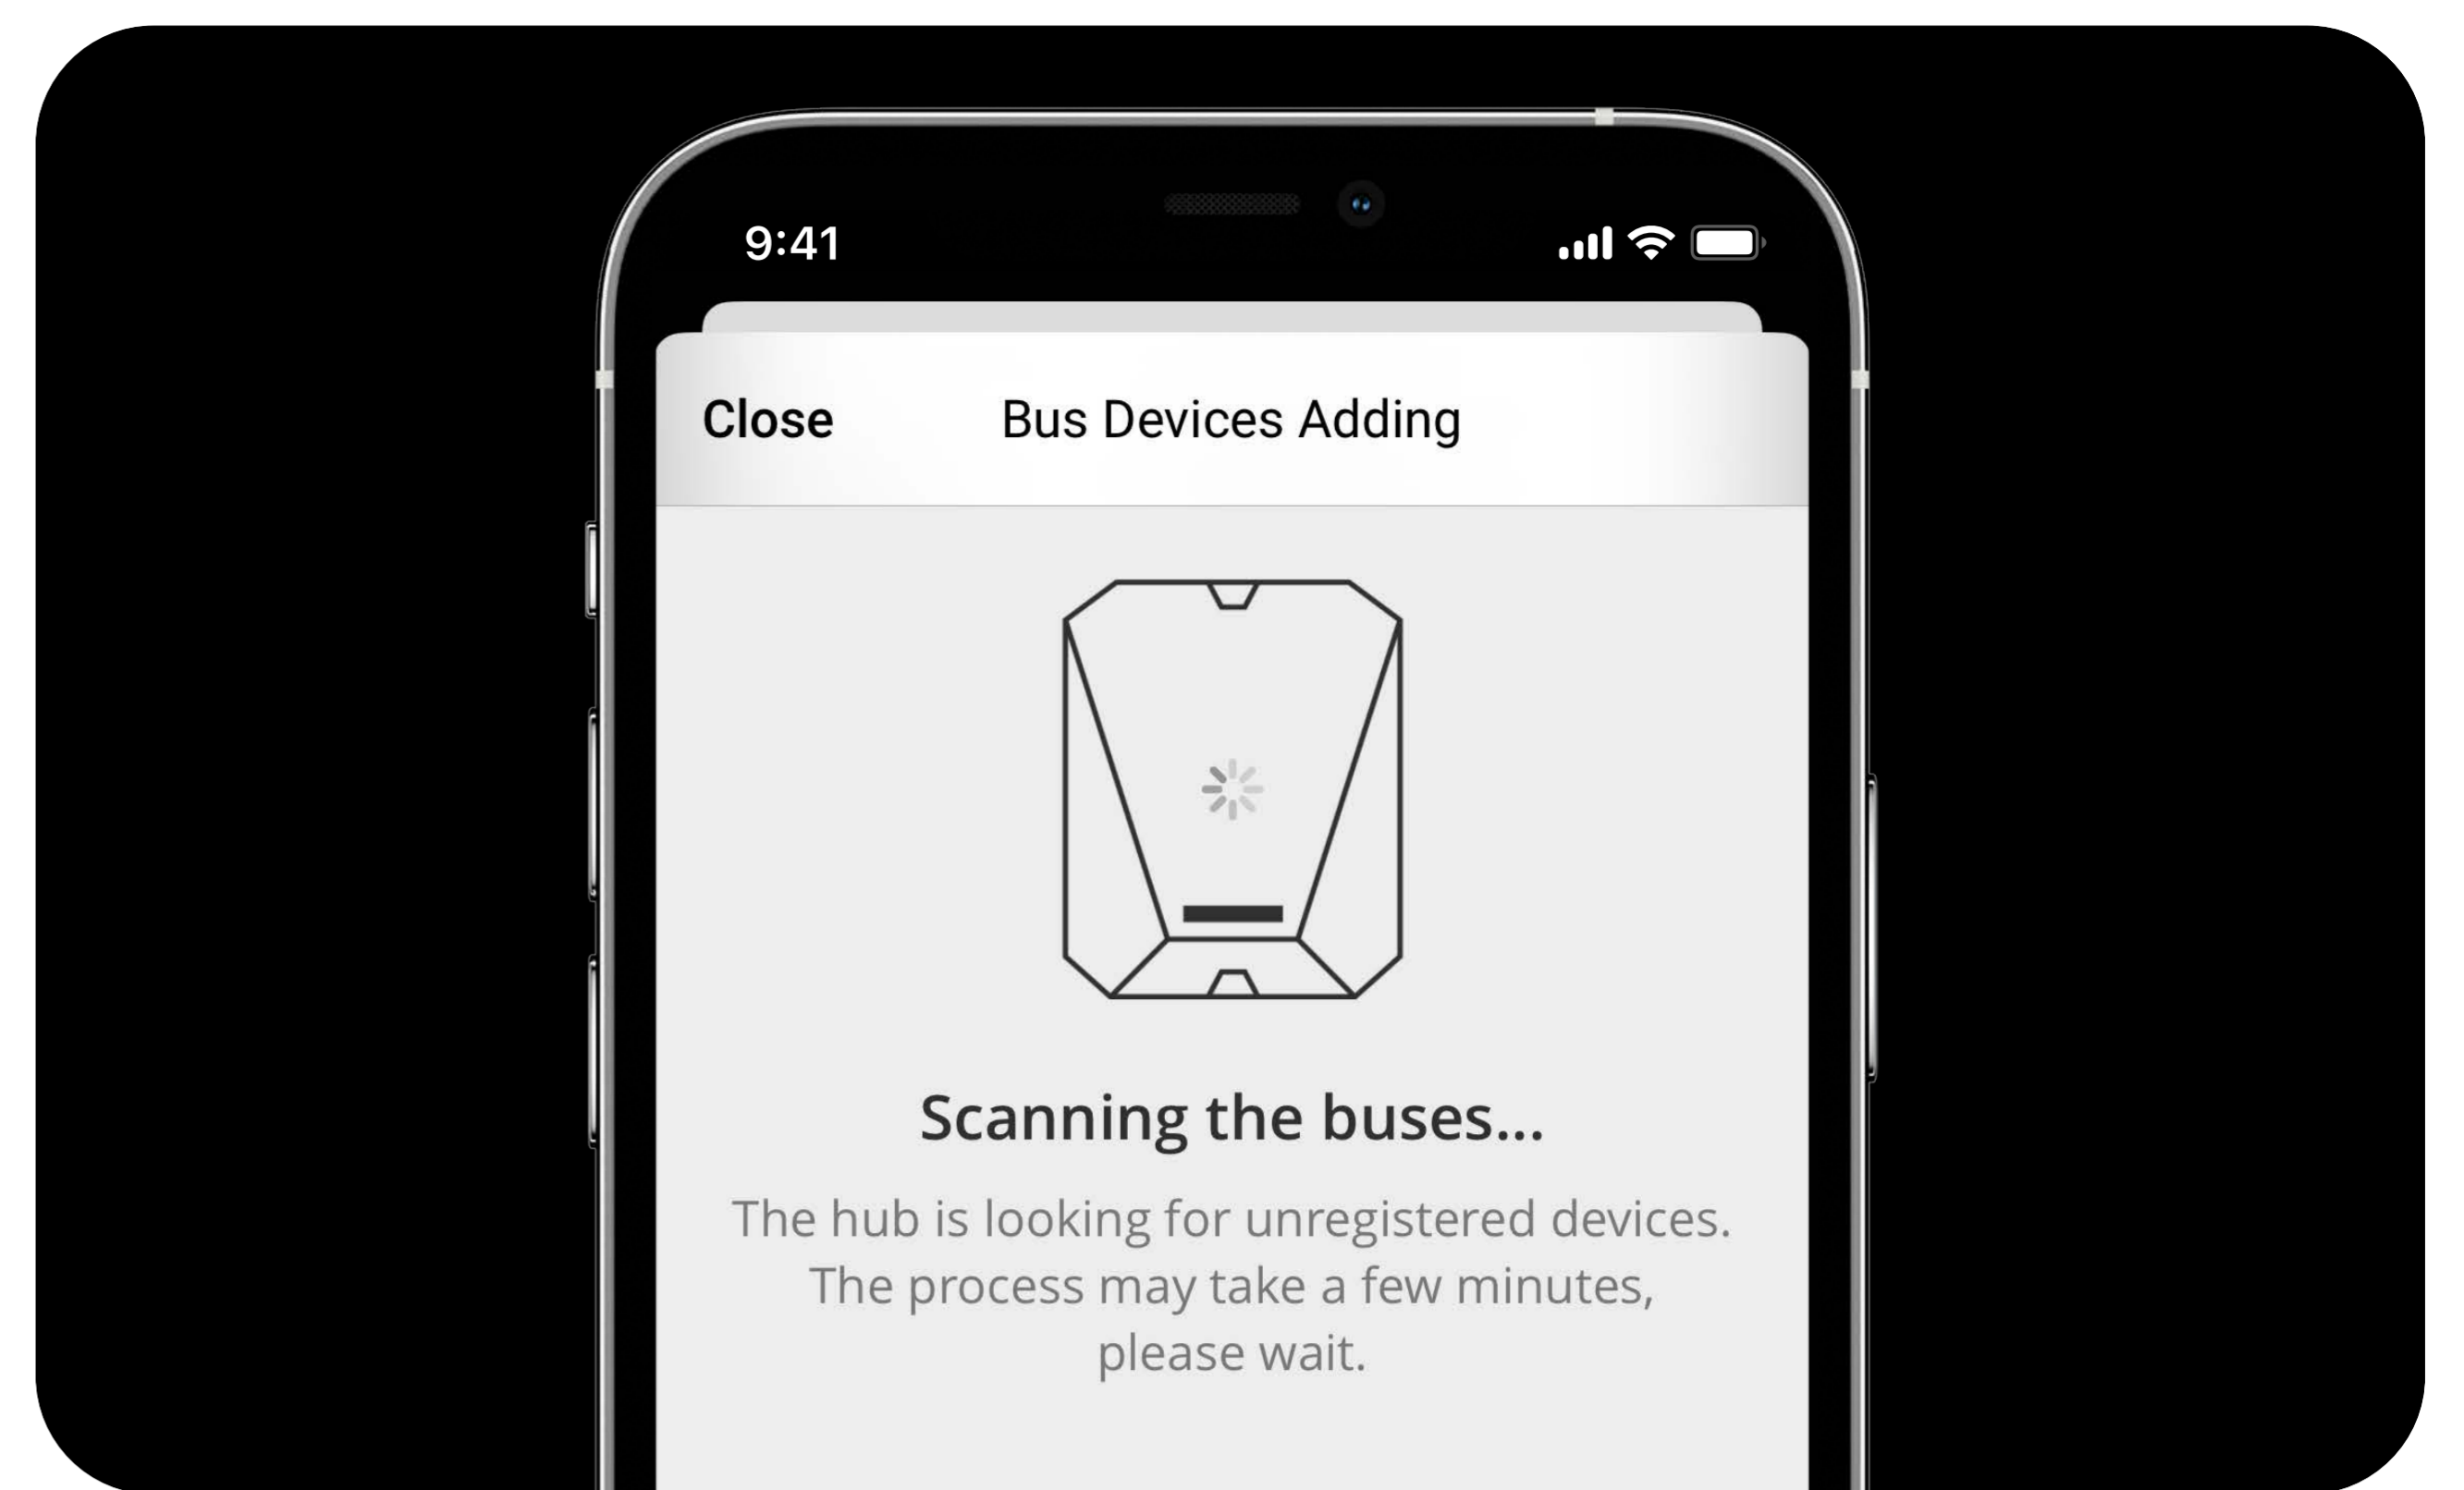 9:41
Close
Bus Devices Adding
Scanning the buses...
The hub is looking for unregistered devices.
The process may take a few minutes,
please wait.